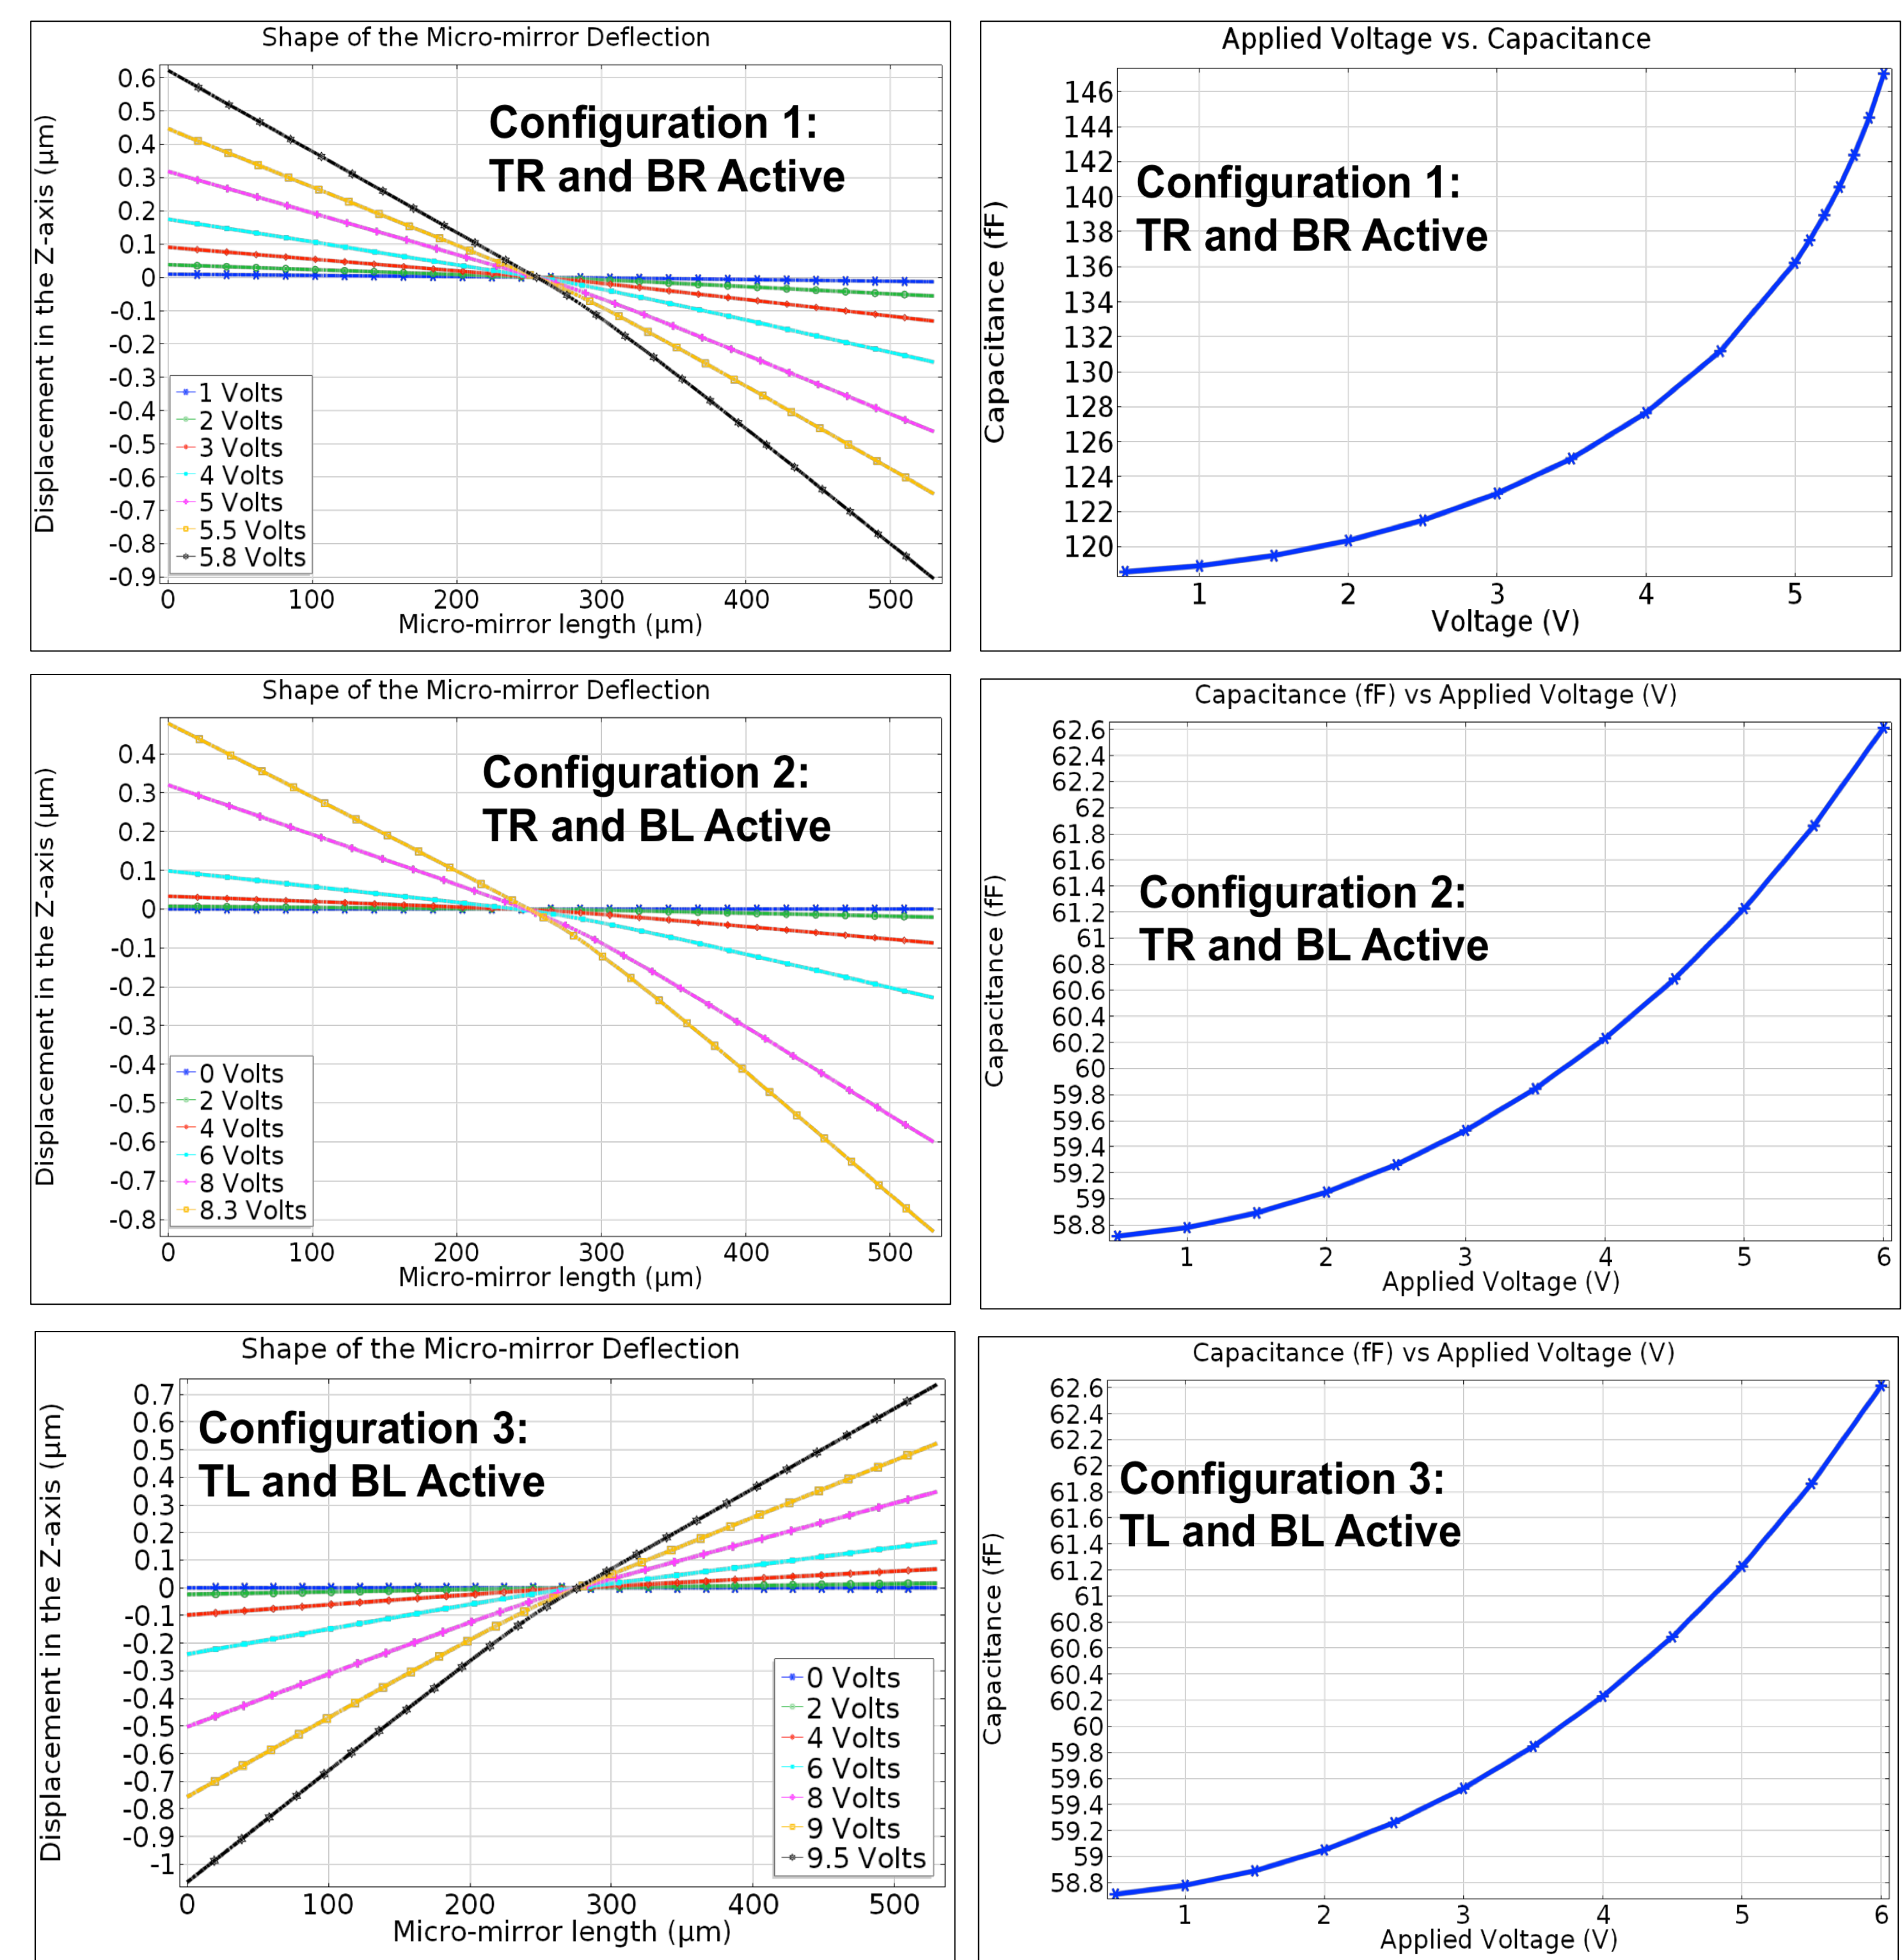 Shape of the Micro-mirror Deflection
Displacement in the Z-axis (µm)
0.6
0.5
0.4
0.3
0.2
0.1
0
-0.1
-0.2
-0.3
-0.4
-0.5
-0.6
-0.7
-0.8
-0.9
Configuration 1:
TR and BR Active
1 Volts
2 Volts
3 Volts
4 Volts
5 Volts
5.5 Volts
5.8 Volts
0 100 200 300 400 500
Micro-mirror length (µm)
Applied Voltage vs. Capacitance
Capacitance (fF)
146
144
142
140
138
136
134
132
130
128
126
124
122
120
Configuration 1:
TR and BR Active
1 2 3 4 5
Voltage (V)
Shape of the Micro-mirror Deflection
Displacement in the Z-axis (µm)
0.4
0.3
0.2
0.1
0
-0.1
-0.2
-0.3
-0.4
-0.5
-0.6
-0.7
-0.8
Configuration 2:
TR and BL Active
0 Volts
2 Volts
4 Volts
6 Volts
8 Volts
8.3 Volts
0 100 200 300 400 500
Micro-mirror length (µm)
Capacitance (fF) vs Applied Voltage (V)
Capacitance (fF)
62.6
62.4
62.2
62
61.8
61.6
61.4
61.2
61
60.8
60.6
60.4
60.2
60
59.8
59.6
59.4
59.2
59
58.8
Configuration 2:
TR and BL Active
1 2 3 4 5 6
Applied Voltage (V)
Shape of the Micro-mirror Deflection
Displacement in the Z-axis (µm)
0.7
0.6
0.5
0.4
0.3
0.2
0.1
0
-0.1
-0.2
-0.3
-0.4
-0.5
-0.6
-0.7
-0.8
-0.9
-1
Configuration 3:
TL and BL Active
0 Volts
2 Volts
4 Volts
6 Volts
8 Volts
9 Volts
9.5 Volts
0 100 200 300 400 500
Micro-mirror length (µm)
Capacitance (fF) vs Applied Voltage (V)
Capacitance (fF)
62.6
62.4
62.2
62
61.8
61.6
61.4
61.2
61
60.8
60.6
60.4
60.2
60
59.8
59.6
59.4
59.2
59
58.8
Configuration 3:
TL and BL Active
1 2 3 4 5 6
Applied Voltage (V)